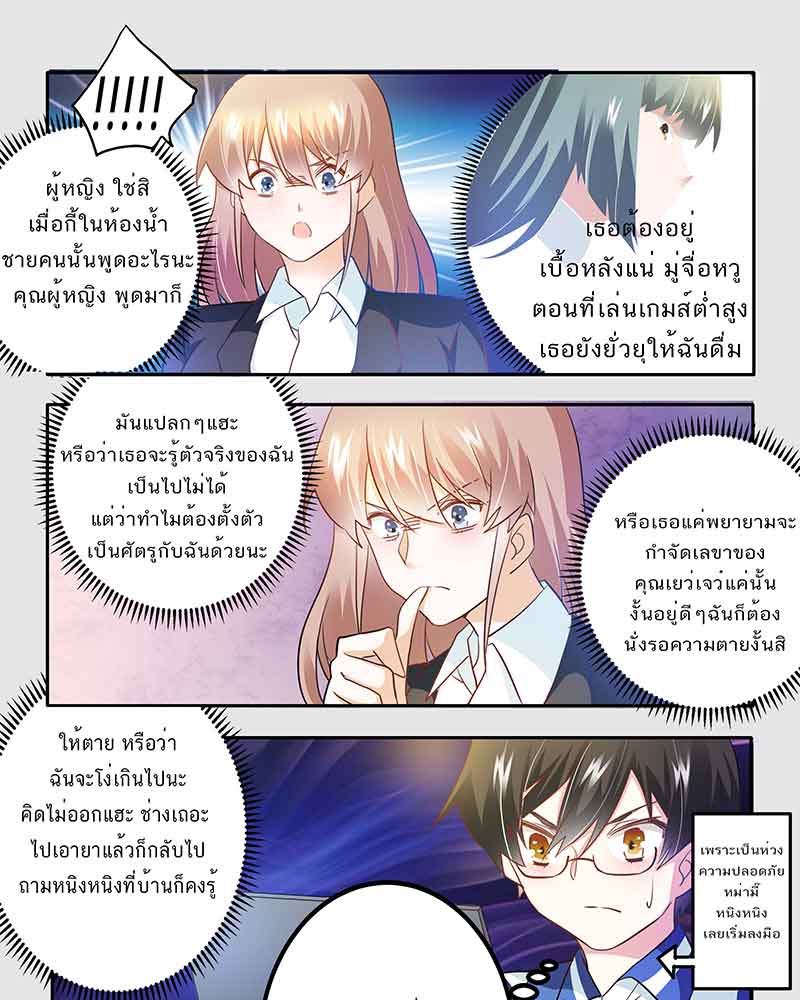 !!!!!
ผู้หญิง ใช่สิ
เมื่อกี้ในห้องน้ำ
ชายคนนั้นพูดอะไรนะ
คุณผู้หญิง พูดมาก็
เธอต้องอยู่
เบื้อหลังแน่ มู่จื่อหวู
ตอนที่เล่นเกมส์ต่ำสูง
เธอยังยั่วยุให้ฉันดื่ม
มันแปลกๆแฮะ
หรือว่าเธอจะรู้ตัวจริงของฉัน
เป็นไปไม่ได้
แต่ว่าทำไมต้องตั้งตัว
เป็นศัตรูกับฉันด้วยนะ
หรือเธอแค่พยายามจะ
กำจัดเลขาของ
คุณเยว่เจว๋แค่นั้น
งั้นอยู่ดีๆฉันก็ต้อง
นั่งรอความตายงั้นสิ
ให้ตาย หรือว่า
ฉันจะโง่เกินไปนะ
คิดไม่ออกแฮะ ช่างเถอะ
ไปเอายาแล้วก็กลับไป
ถามหนิงหนิงที่บ้านก็คงรู้
เพราะเป็นห่วง
ความปลอดภัย
หม่ามี๊
หนิงหนิง
เลยเริ่มลงมือ